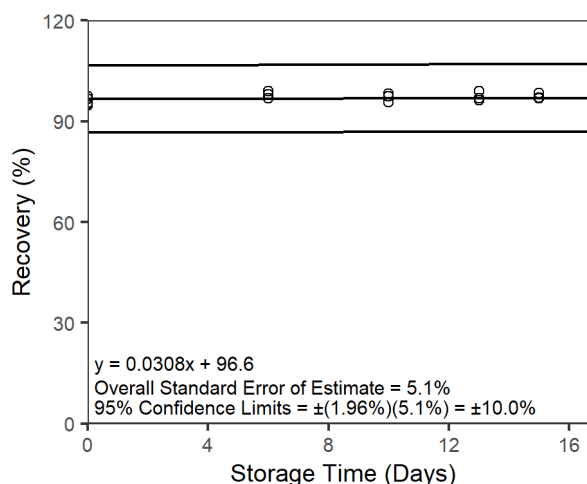 120
90
60
30
0
Recovery (%)
y = 0.0308x + 96.6
Overall Standard Error of Estimate = 5.1%
95% Confidence Limits = ±(1.96%)(5.1%) = ±10.0%
0 4 8 12 16
Storage Time (Days)